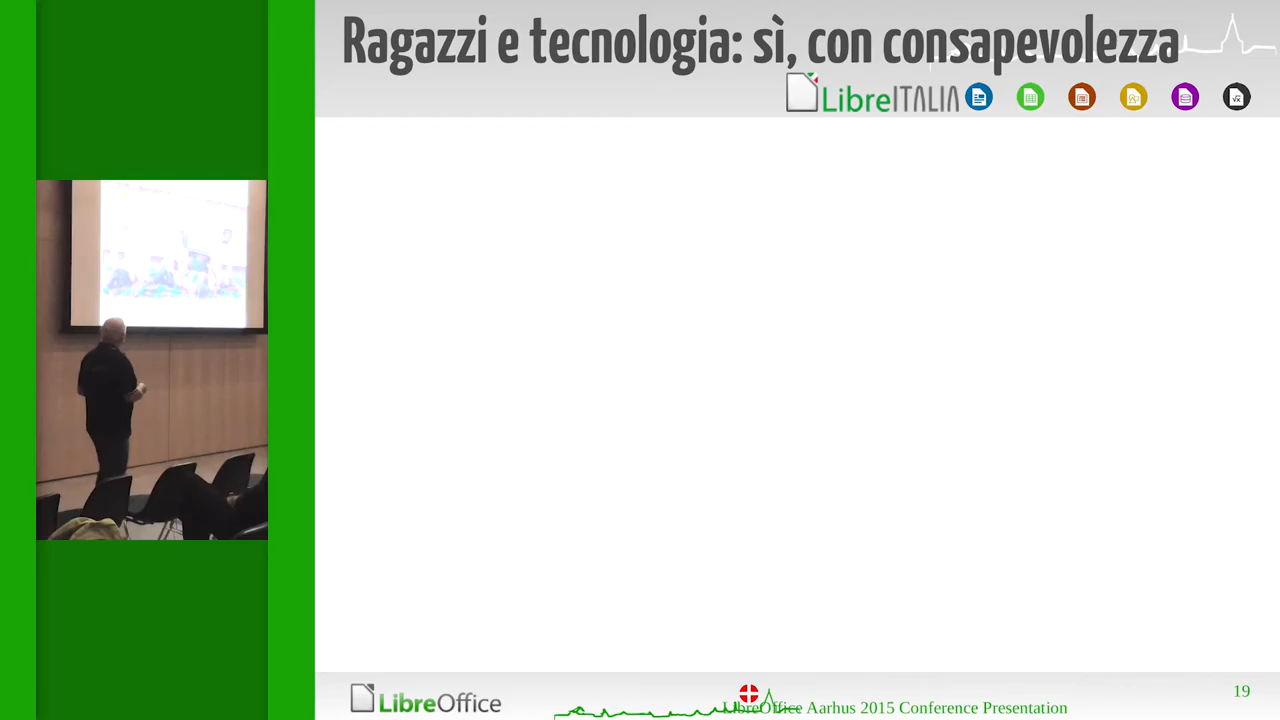 Ragazzi e tecnologia: sì, con consapevolezza
LibreITALIA
LibreOffice
LibreOffice Aarhus 2015 Conference Presentation
19